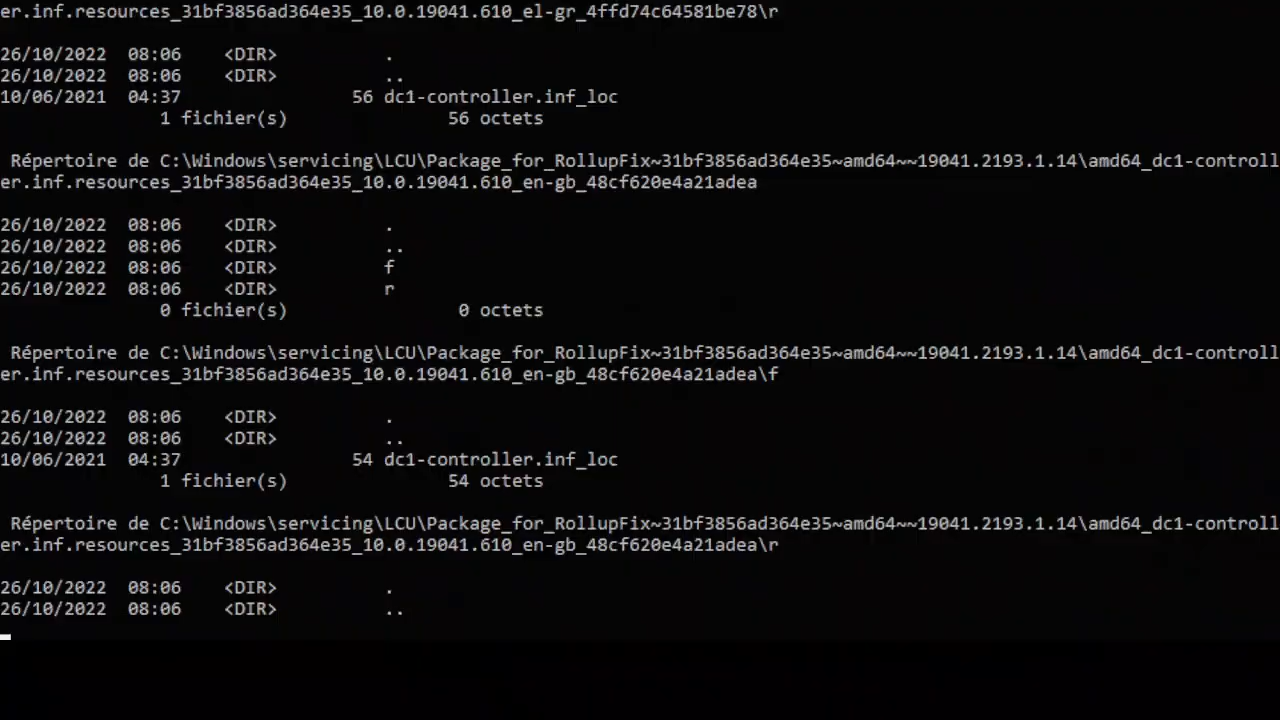 er.inf.resources_31bf3856ad364e35_10.0.19041.610_el-gr_4ffd74c64581be78\r
26/10/2022  08:06    <DIR>          .
26/10/2022  08:06    <DIR>          ..
10/06/2021  04:37                56 dc1-controller.inf_loc
               1 fichier(s)               56 octets
 Répertoire de C:\Windows\servicing\LCU\Package_for_RollupFix~31bf3856ad364e35~amd64~~19041.2193.1.14\amd64_dc1-controll
er.inf.resources_31bf3856ad364e35_10.0.19041.610_en-gb_48cf620e4a21adea
26/10/2022  08:06    <DIR>          .
26/10/2022  08:06    <DIR>          ..
26/10/2022  08:06    <DIR>          f
26/10/2022  08:06    <DIR>          r
               0 fichier(s)                0 octets
 Répertoire de C:\Windows\servicing\LCU\Package_for_RollupFix~31bf3856ad364e35~amd64~~19041.2193.1.14\amd64_dc1-controll
er.inf.resources_31bf3856ad364e35_10.0.19041.610_en-gb_48cf620e4a21adea\f
26/10/2022  08:06    <DIR>          .
26/10/2022  08:06    <DIR>          ..
10/06/2021  04:37                54 dc1-controller.inf_loc
               1 fichier(s)               54 octets
 Répertoire de C:\Windows\servicing\LCU\Package_for_RollupFix~31bf3856ad364e35~amd64~~19041.2193.1.14\amd64_dc1-controll
er.inf.resources_31bf3856ad364e35_10.0.19041.610_en-gb_48cf620e4a21adea\r
26/10/2022  08:06    <DIR>          .
26/10/2022  08:06    <DIR>          ..